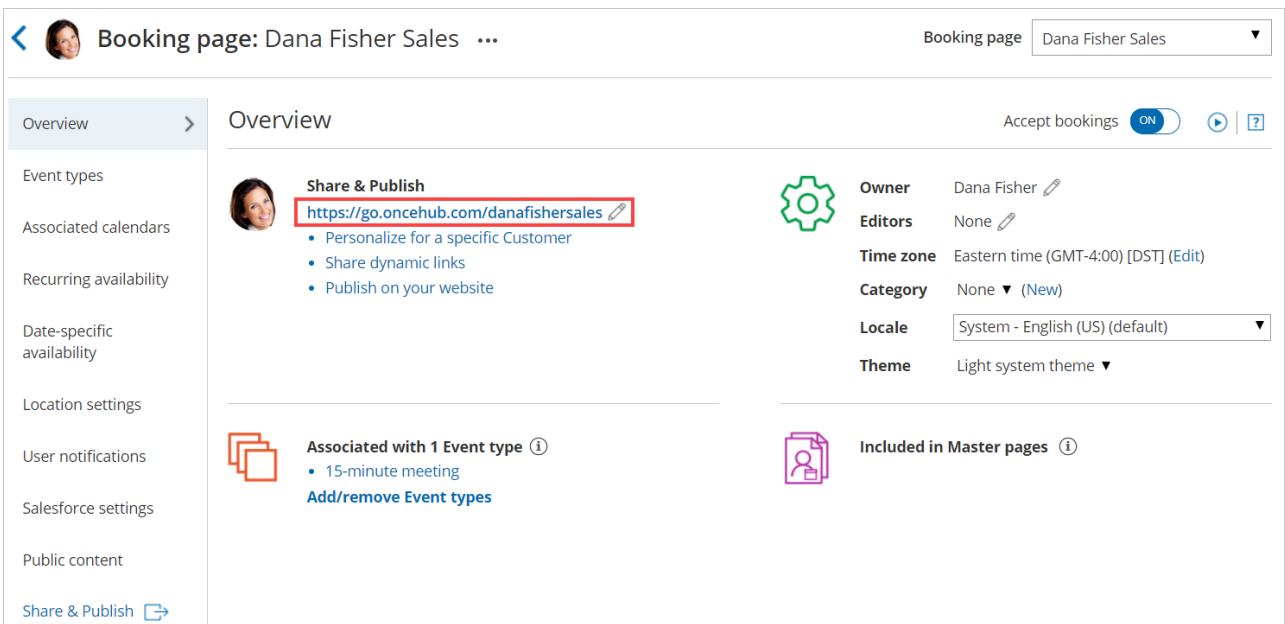 Booking page: Dana Fisher Sales ...
Booking page Dana Fisher Sales
Overview
Event types
Associated calendars
Recurring availability
Date-specific
availability
Location settings
User notifications
Salesforce settings
Public content
Share & Publish
Overview
Accept bookings ON
?
Share & Publish
https://go.oncehub.com/danafishersales
• Personalize for a specific Customer
• Share dynamic links
• Publish on your website
Owner Dana Fisher
Editors None
Time zone Eastern time (GMT-4:00) [DST] (Edit)
Category None (New)
Locale System - English (US) (default)
Theme Light system theme
Associated with 1 Event type i
• 15-minute meeting
Add/remove Event types
Included in Master pages i